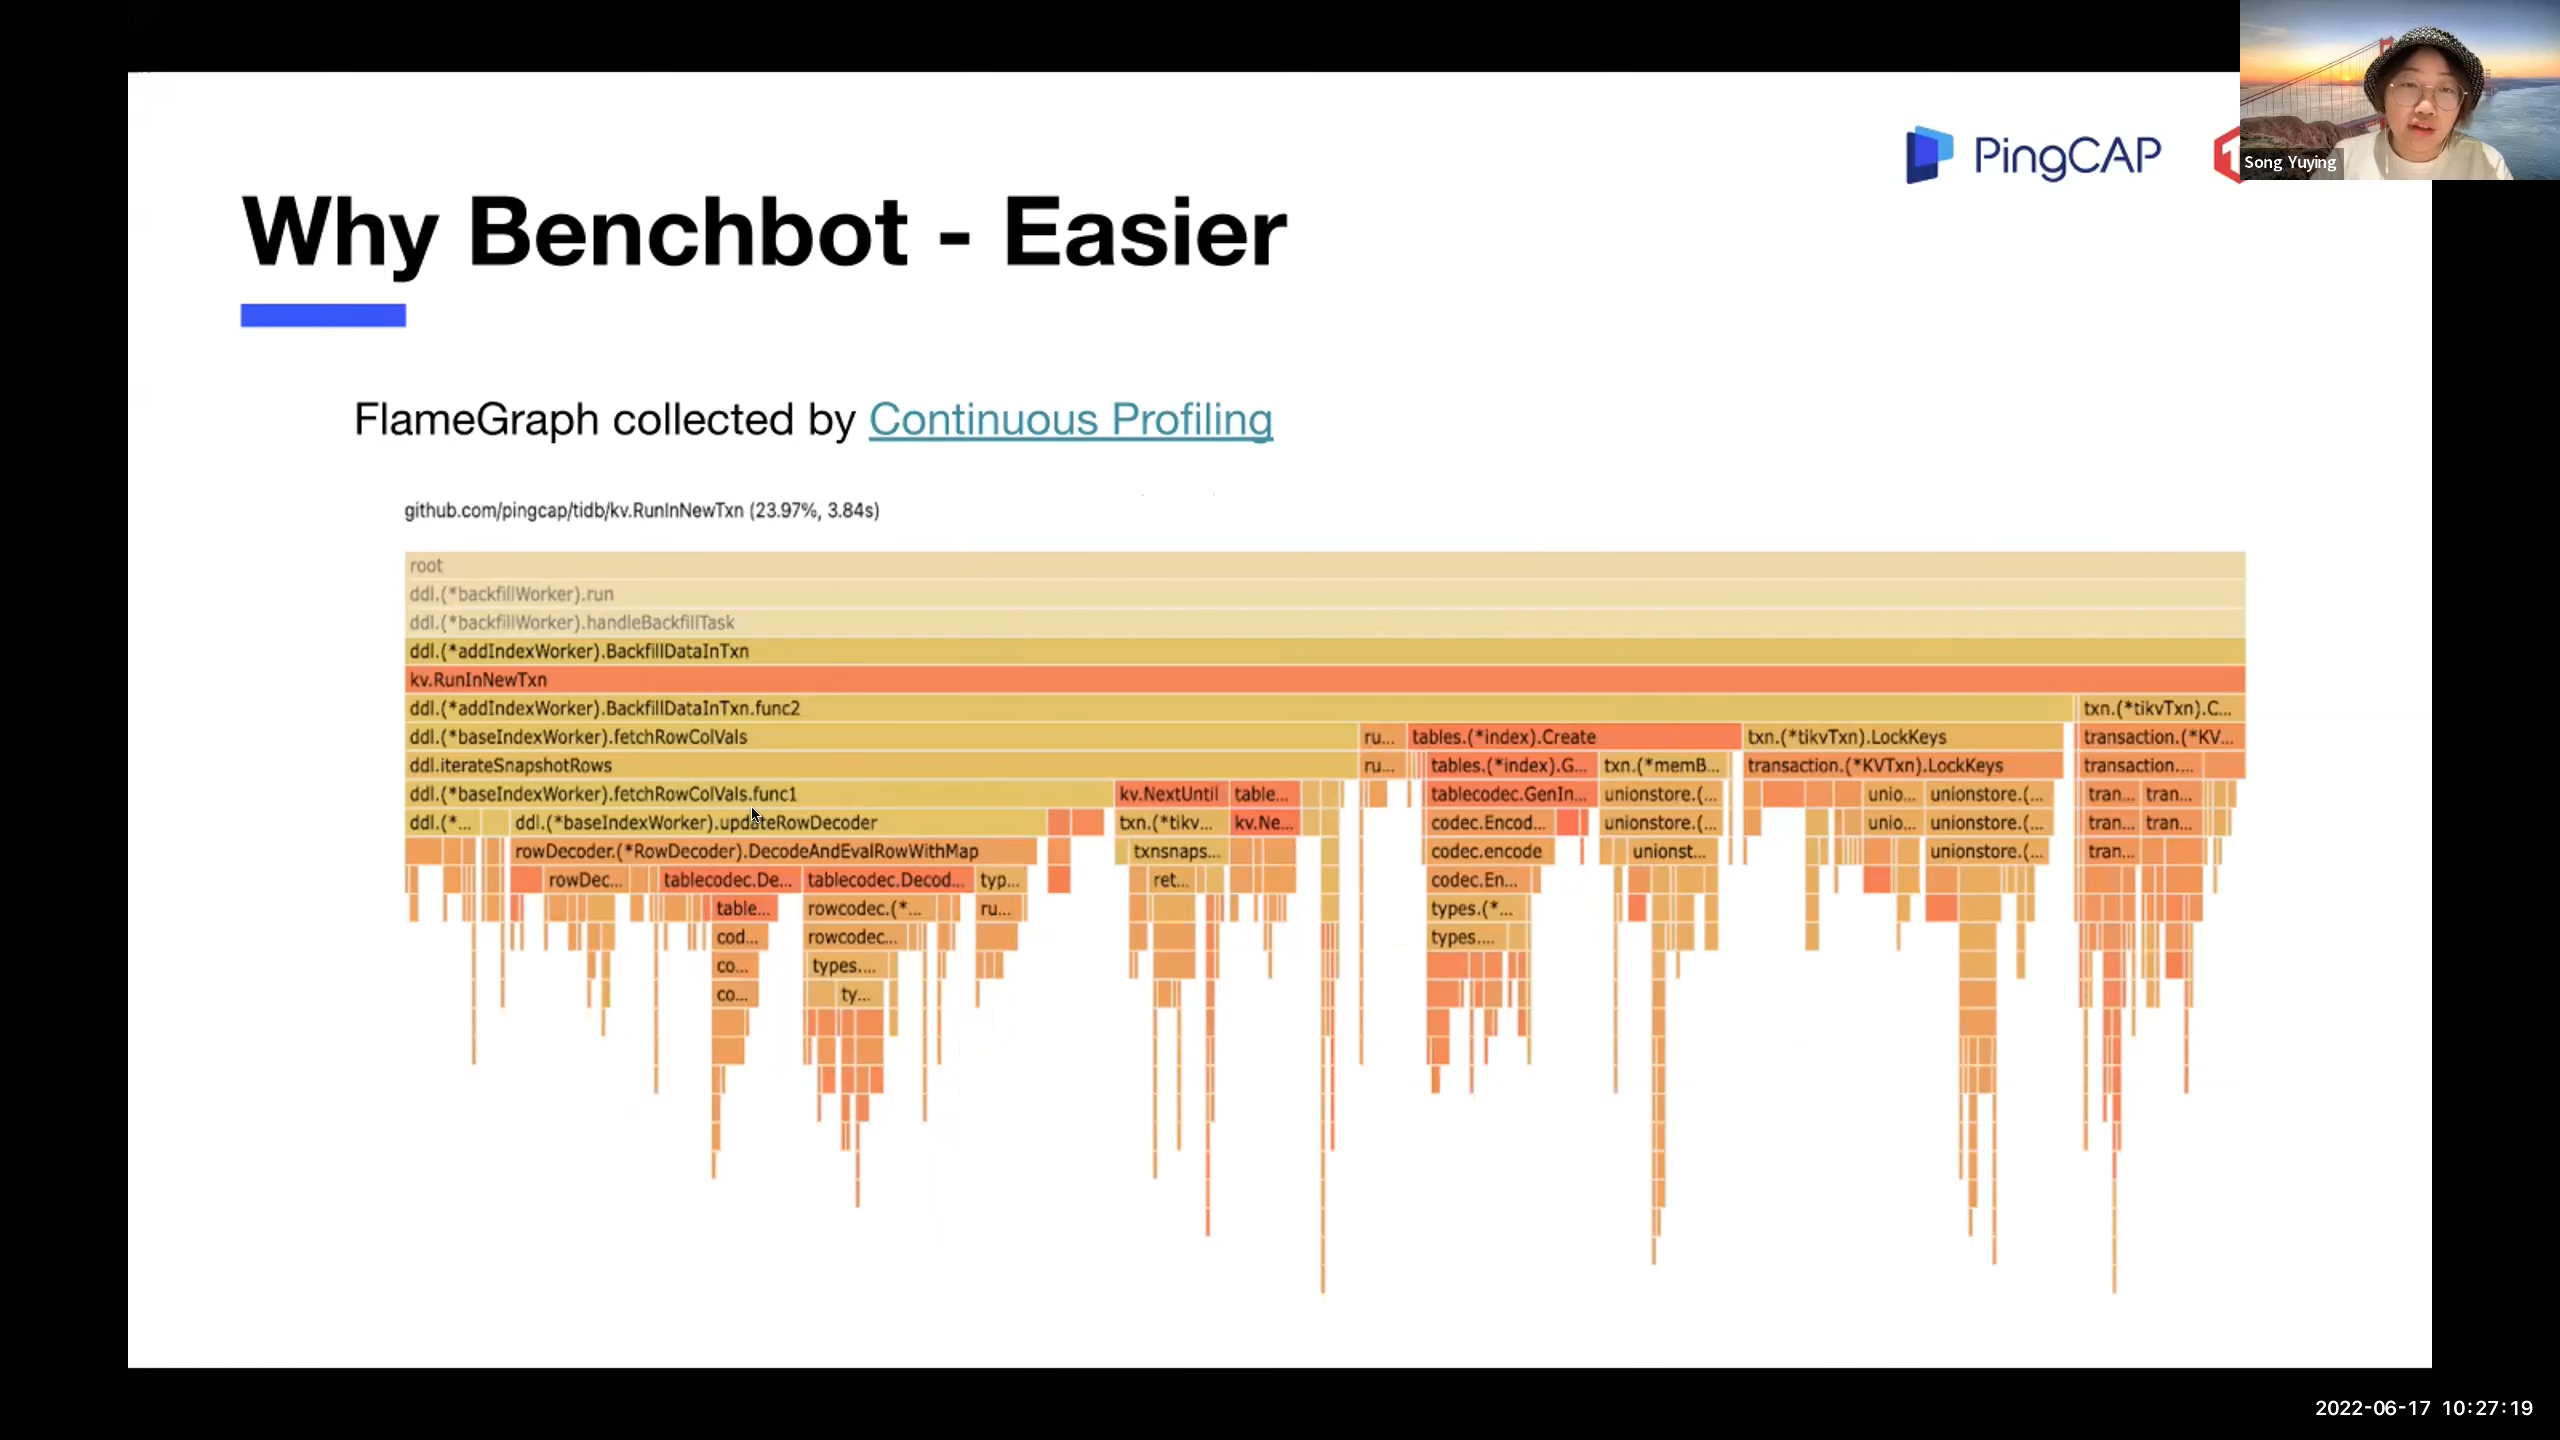 PingCAP
Song Yuying
Why Benchbot - Easier
FlameGraph collected by Continuous Profiling
github.com/pingcap/tidb/kv.RunInNewTxn (23.97%, 3.84s)
root
ddl.(*backfillWorker).run
ddl.(*backfillWorker).handleBackfillTask
ddl.(*addIndexWorker).BackfillDataInTxn
kv.RunInNewTxn
ddl.(*addIndexWorker).BackfillDataInTxn.func2 txn.(*tikvTxn).C...
ddl.(*baseIndexWorker).fetchRowColVals ru... tables.(*index).Create txn.(*tikvTxn).LockKeys transaction.(*KV...
ddl.iterateSnapshotRows ru... tables.(*index).G... txn.(*memB... transaction.(*KVTxn).LockKeys transaction....
ddl.(*baseIndexWorker).fetchRowColVals.func1 kv.NextUntil table... tablecodec.GenIn... unionstore.(... unio... unionstore.(... tran... tran...
ddl.(*... ddl.(*baseIndexWorker).updateRowDecoder txn.(*tikv... kv.Ne... codec.Encod... unionstore.(... unio... unionstore.(... tran... tran...
rowDecoder.(*RowDecoder).DecodeAndEvalRowWithMap txnsnaps... codec.encode unionst... unionstore.(... tran...
rowDec... tablecodec.De... tablecodec.Decod... typ... ret... codec.En...
table... rowcodec.(*... ru... types.(*...
cod... rowcodec... types....
co... types....
co... ty...
2022-06-17 10:27:19